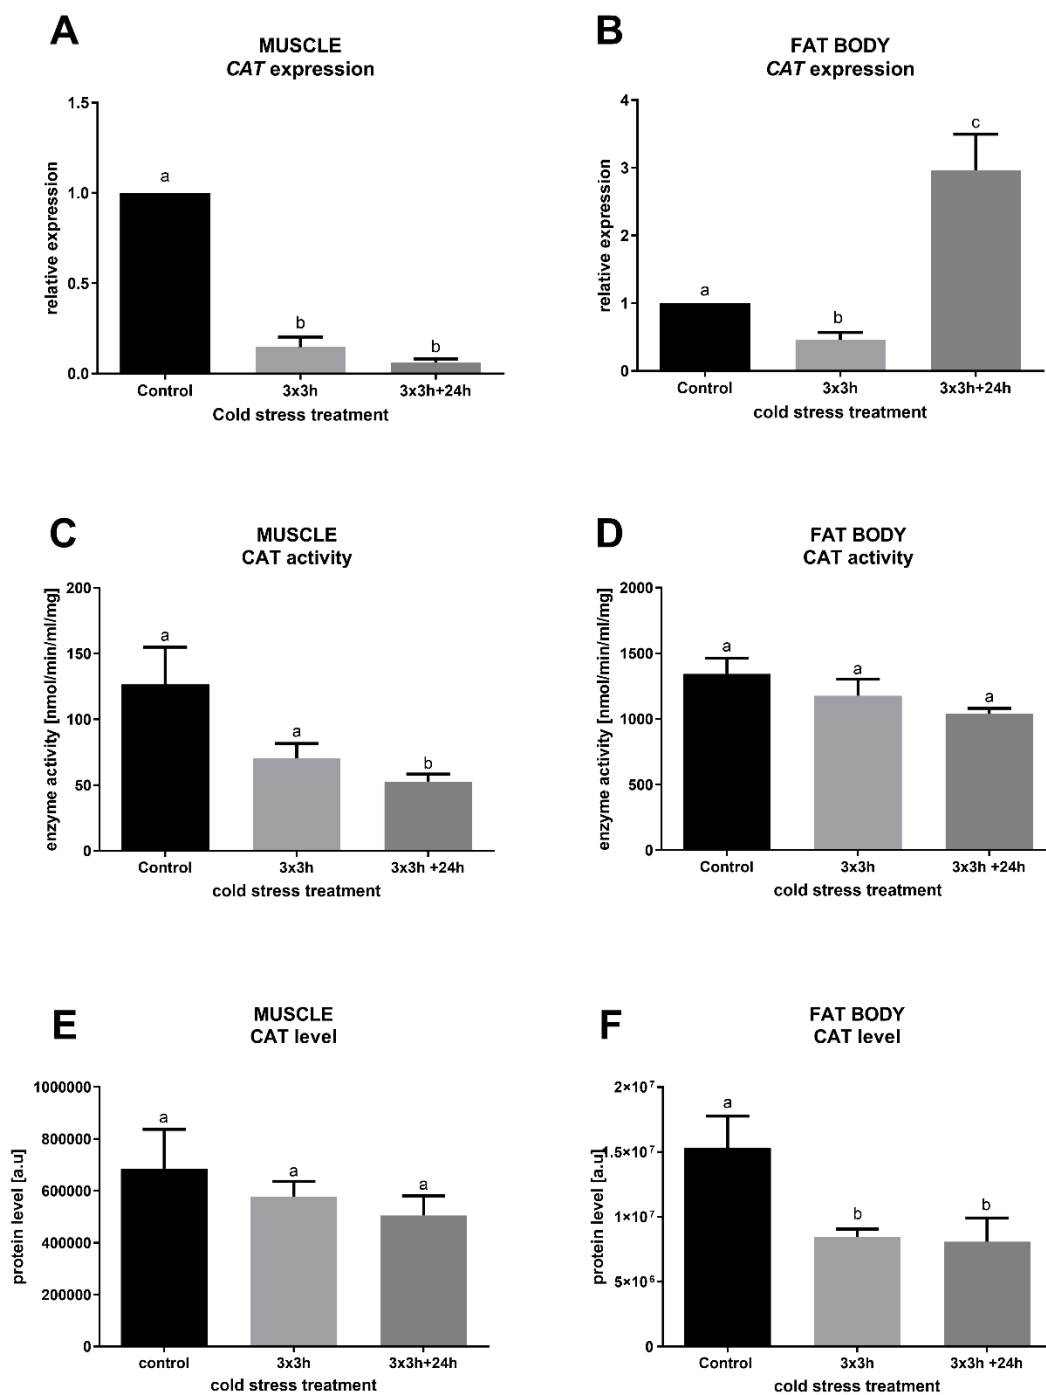 A
MUSCLE
CAT expression
relative expression
1.5
1.0
0.5
0.0
a
b
b
Control
3x3h
3x3h+24h
Cold stress treatment
B
FAT BODY
CAT expression
relative expression
4
3
2
1
0
a
b
c
Control
3x3h
3x3h+24h
cold stress treatment
C
MUSCLE
CAT activity
enzyme activity [nmol/min/ml/mg]
200
150
100
50
0
a
a
b
Control
3x3h
3x3h +24h
cold stress treatment
D
FAT BODY
CAT activity
enzyme activity [nmol/min/ml/mg]
2000
1500
1000
500
0
a
a
a
Control
3x3h
3x3h +24h
cold stress treatment
E
MUSCLE
CAT level
protein level [a.u]
1000000
800000
600000
400000
200000
0
a
a
a
control
3x3h
3x3h+24h
cold stress treatment
F
FAT BODY
CAT level
protein level [a.u]
2×10⁷
1.5×10⁷
1×10⁷
5×10⁶
0
a
b
b
Control
3x3h
3x3h +24h
cold stress treatment